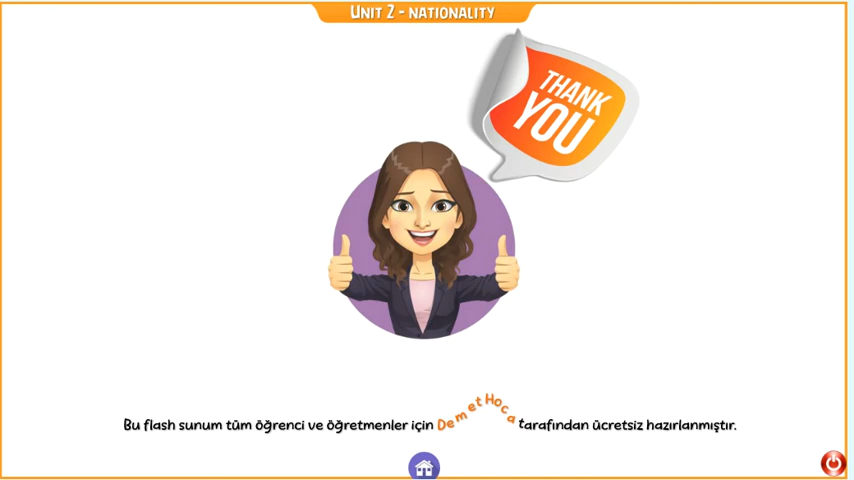 UNIT 2 - NATIONALITY
THANK
YOU
Bu flash sunum tüm öğrenci ve öğretmenler için Demet Hoca tarafından ücretsiz hazırlanmıştır.